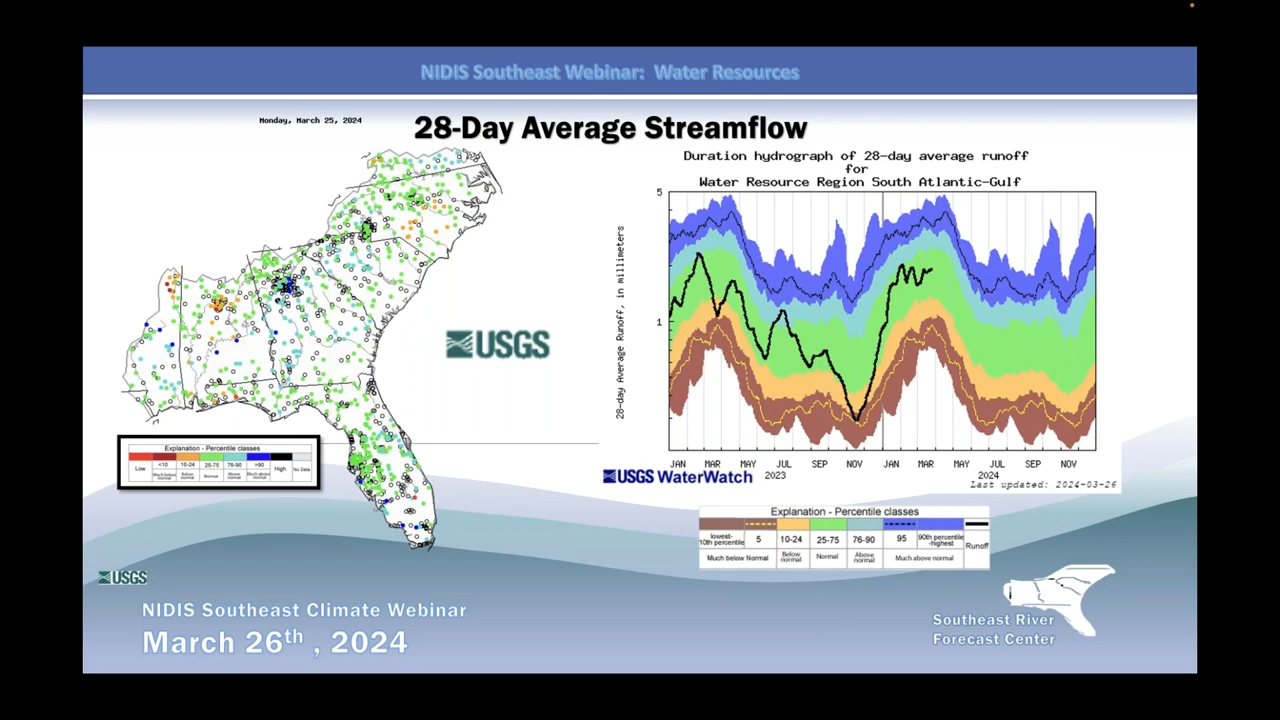 NIDIS Southeast Webinar: Water Resources
Monday, March 25, 2024
28-Day Average Streamflow
Duration hydrograph of 28-day average runoff
for
Water Resource Region South Atlantic-Gulf
28-day Average Runoff, in millimeters
5
1
USGS
JAN MAR MAY JUL SEP NOV JAN MAR MAY JUL SEP NOV
2023 2024
USGS WaterWatch
Last updated: 2024-03-26
Explanation - Percentile classes
Low <10 10-24 25-75 76-90 >90 High No Data
Much below normal Below normal Normal Above normal Much above normal
Explanation - Percentile classes
lowest-10th percentile 5 10-24 25-75 76-90 95 90th percentile-highest Runoff
Much below Normal Below normal Normal Above normal Much above normal
USGS
NIDIS Southeast Climate Webinar
March 26th , 2024
Southeast River
Forecast Center